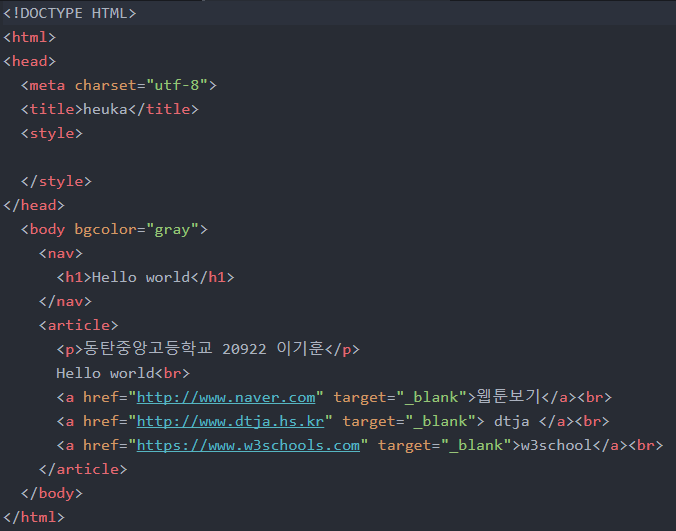 <!DOCTYPE HTML>
<html>
<head>
  <meta charset="utf-8">
  <title>heuka</title>
  <style>

  </style>
</head>
  <body bgcolor="gray">
    <nav>
      <h1>Hello world</h1>
    </nav>
    <article>
      <p>동탄중앙고등학교 20922 이기훈</p>
      Hello world<br>
      <a href="http://www.naver.com" target="_blank">웹툰보기</a><br>
      <a href="http://www.dtja.hs.kr" target="_blank"> dtja </a><br>
      <a href="https://www.w3schools.com" target="_blank">w3school</a><br>
    </article>
  </body>
</html>